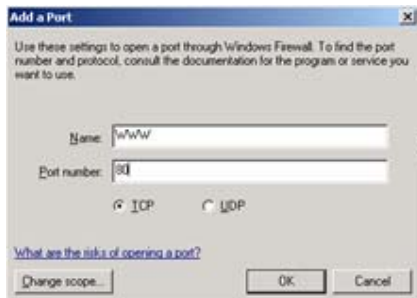 Add a Port
Use these settings to open a port through Windows Firewall. To find the port
number and protocol, consult the documentation for the program or service you
want to use.
Name: WWW
Port number: 80
TCP UDP
What are the risks of opening a port?
Change scope... OK Cancel